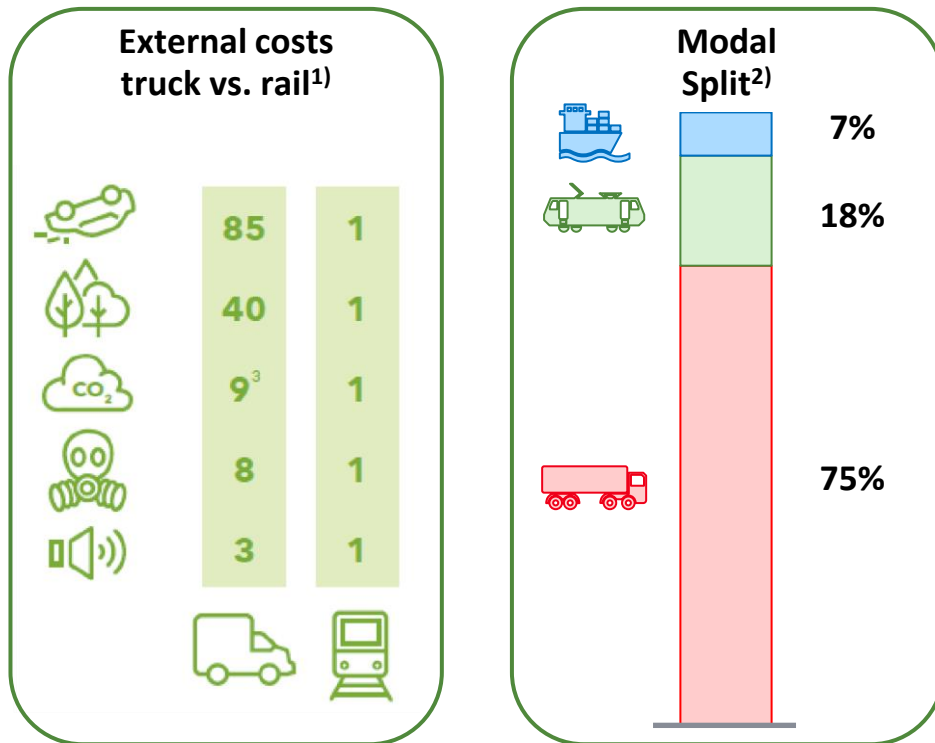 External costs
truck vs. rail1)
85 1
40 1
CO2 93 1
8 1
3 1
Modal
Split2)
7%
18%
75%